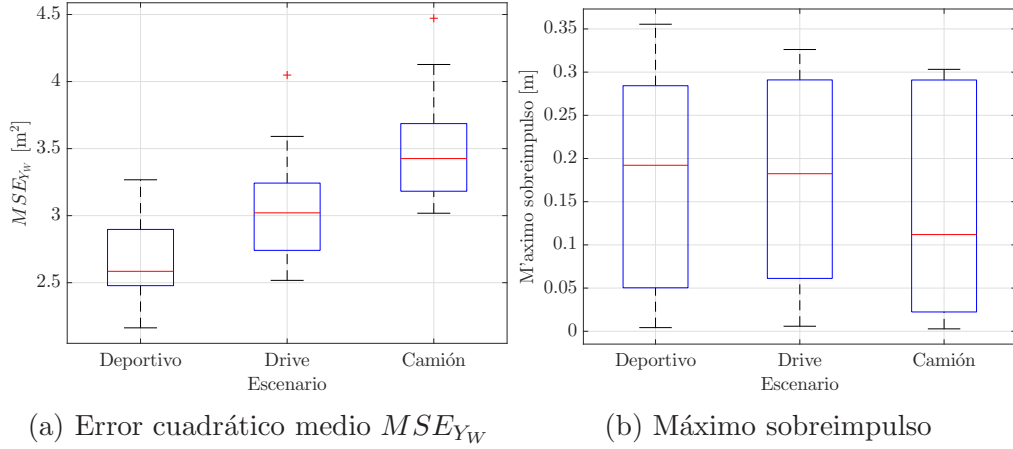 4.5
4
3.5
3
2.5
MSE_{Y_W} [m²]
Deportivo Drive Camión
Escenario
(a) Error cuadrático medio MSE_{Y_W}
0.35
0.3
0.25
0.2
0.15
0.1
0.05
0
M'aximo sobreimpulso [m]
Deportivo Drive Camión
Escenario
(b) Máximo sobreimpulso